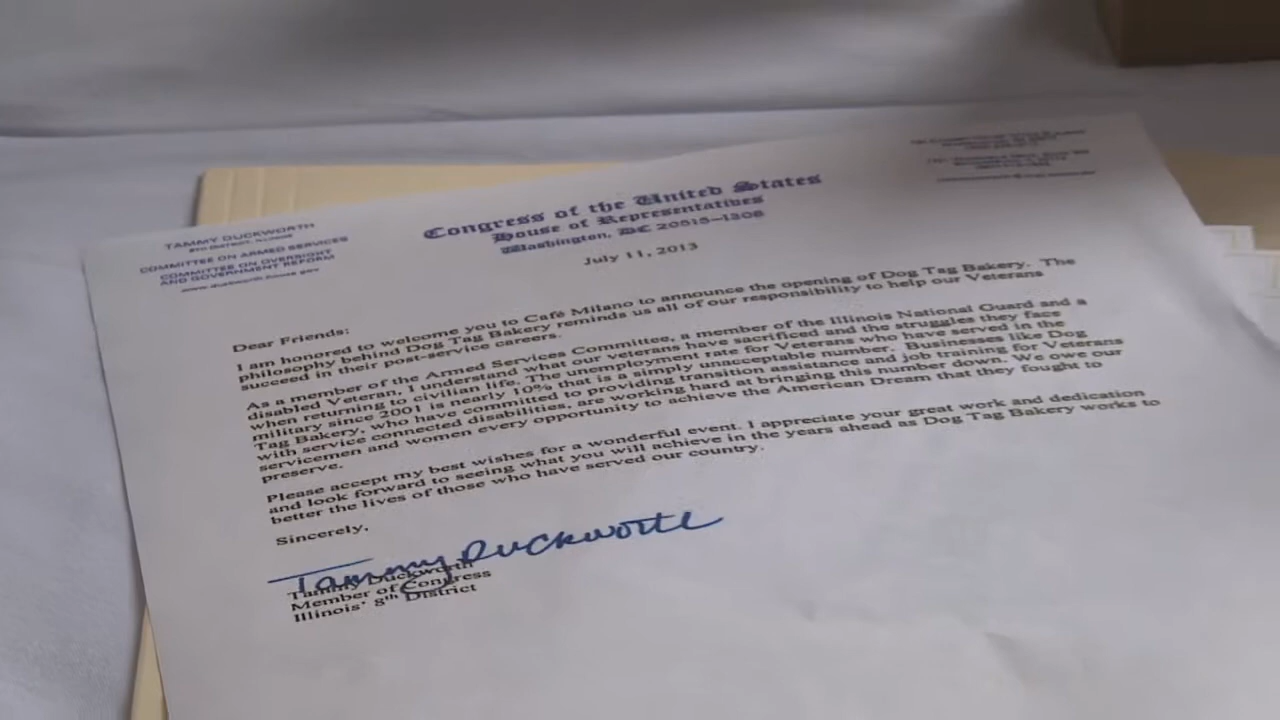 TAMMY DUCKWORTH
8TH DISTRICT, ILLINOIS
COMMITTEE ON ARMED SERVICES
COMMITTEE ON OVERSIGHT
AND GOVERNMENT REFORM
www.duckworth.house.gov
Congress of the United States
House of Representatives
Washington, DC 20515–1308
July 11, 2013
Dear Friends:
I am honored to welcome you to Café Milano to announce the opening of Dog Tag Bakery. The
philosophy behind Dog Tag Bakery reminds us all of our responsibility to help our Veterans
succeed in their post-service careers.
As a member of the Armed Services Committee, a member of the Illinois National Guard and a
disabled Veteran, I understand what our veterans have sacrificed and the struggles they face
when returning to civilian life. The unemployment rate for Veterans who have served in the
military since 2001 is nearly 10% that is a simply unacceptable number. Businesses like Dog
Tag Bakery, who have committed to providing transition assistance and job training for Veterans
with service connected disabilities, are working hard at bringing this number down. We owe our
servicemen and women every opportunity to achieve the American Dream that they fought to
preserve.
Please accept my best wishes for a wonderful event. I appreciate your great work and dedication
and look forward to seeing what you will achieve in the years ahead as Dog Tag Bakery works to
better the lives of those who have served our country.
Sincerely,
Tammy Duckworth
Tammy Duckworth
Member of Congress
Illinois' 8th District